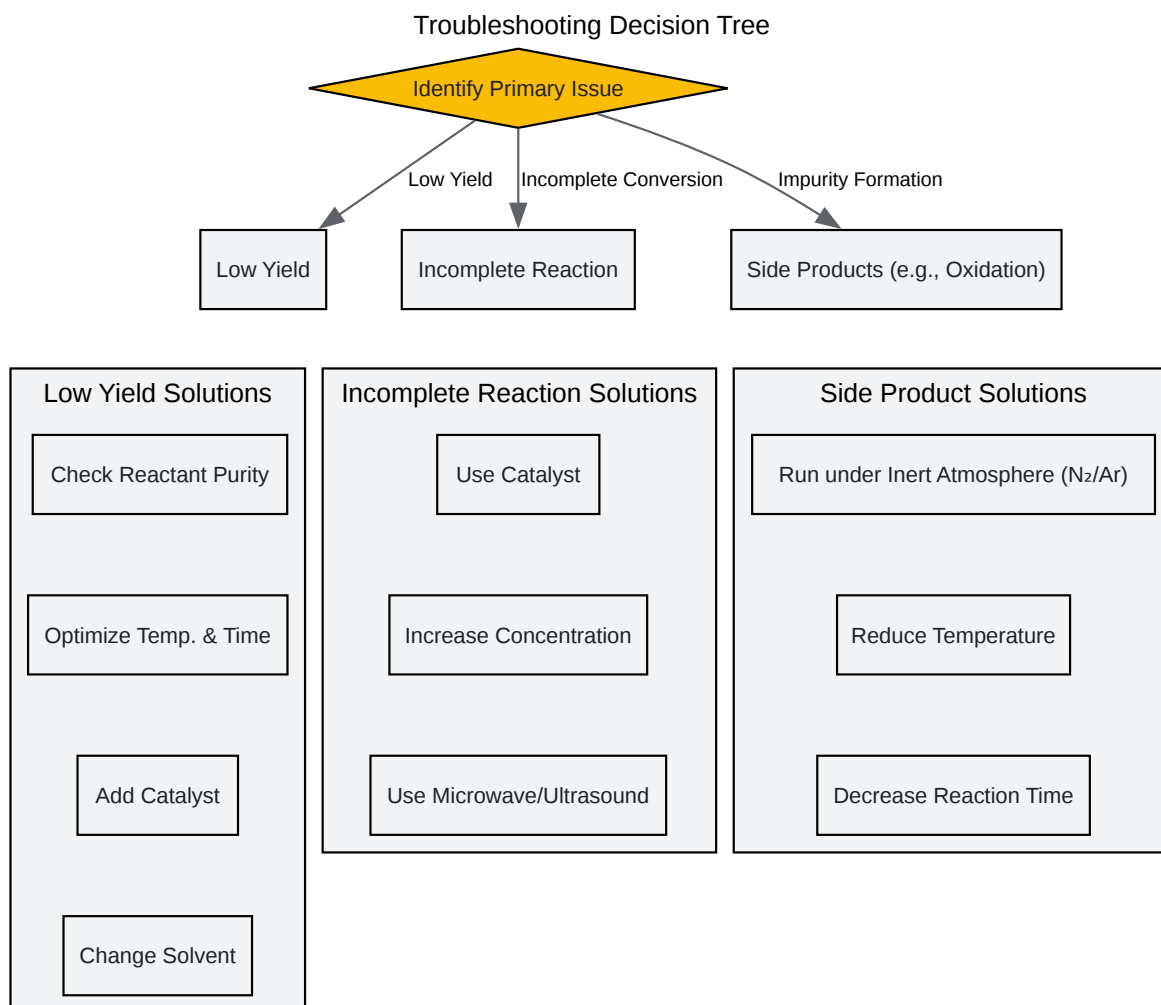 Troubleshooting Decision Tree
Identify Primary Issue
Low Yield
Incomplete Conversion
Impurity Formation
Low Yield
Incomplete Reaction
Side Products (e.g., Oxidation)
Low Yield Solutions
Check Reactant Purity
Optimize Temp. & Time
Add Catalyst
Change Solvent
Incomplete Reaction Solutions
Use Catalyst
Increase Concentration
Use Microwave/Ultrasound
Side Product Solutions
Run under Inert Atmosphere (N₂/Ar)
Reduce Temperature
Decrease Reaction Time